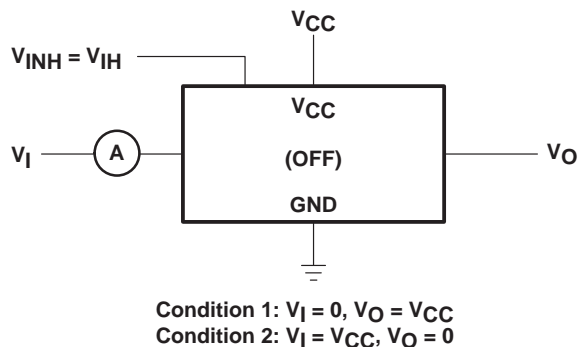 VCC
VINH = VIH
VCC
VI
A
(OFF)
VO
GND
Condition 1: VI = 0, VO = VCC
Condition 2: VI = VCC, VO = 0